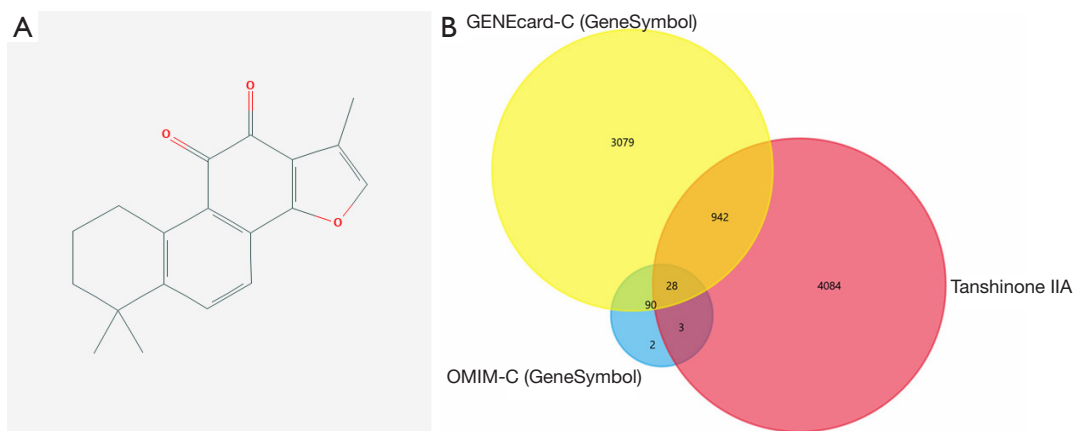 A
O
O
O
B
GENEcard-C (GeneSymbol)
3079
942
28
90
4084
Tanshinone IIA
3
2
OMIM-C (GeneSymbol)